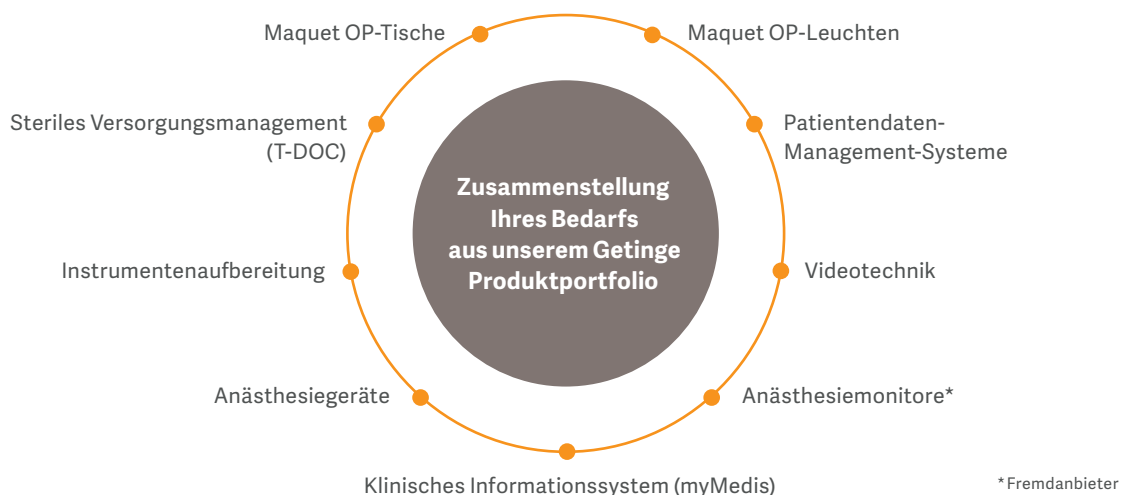 Maquet OP-Tische
Maquet OP-Leuchten
Steriles Versorgungsmanagement
(T-DOC)
Patientendaten-
Management-Systeme
Zusammenstellung
Ihres Bedarfs
aus unserem Getinge
Produktportfolio
Instrumentenaufbereitung
Videotechnik
Anästhesiegeräte
Anästhesiemonitore*
Klinisches Informationssystem (myMedis)
*Fremdanbieter